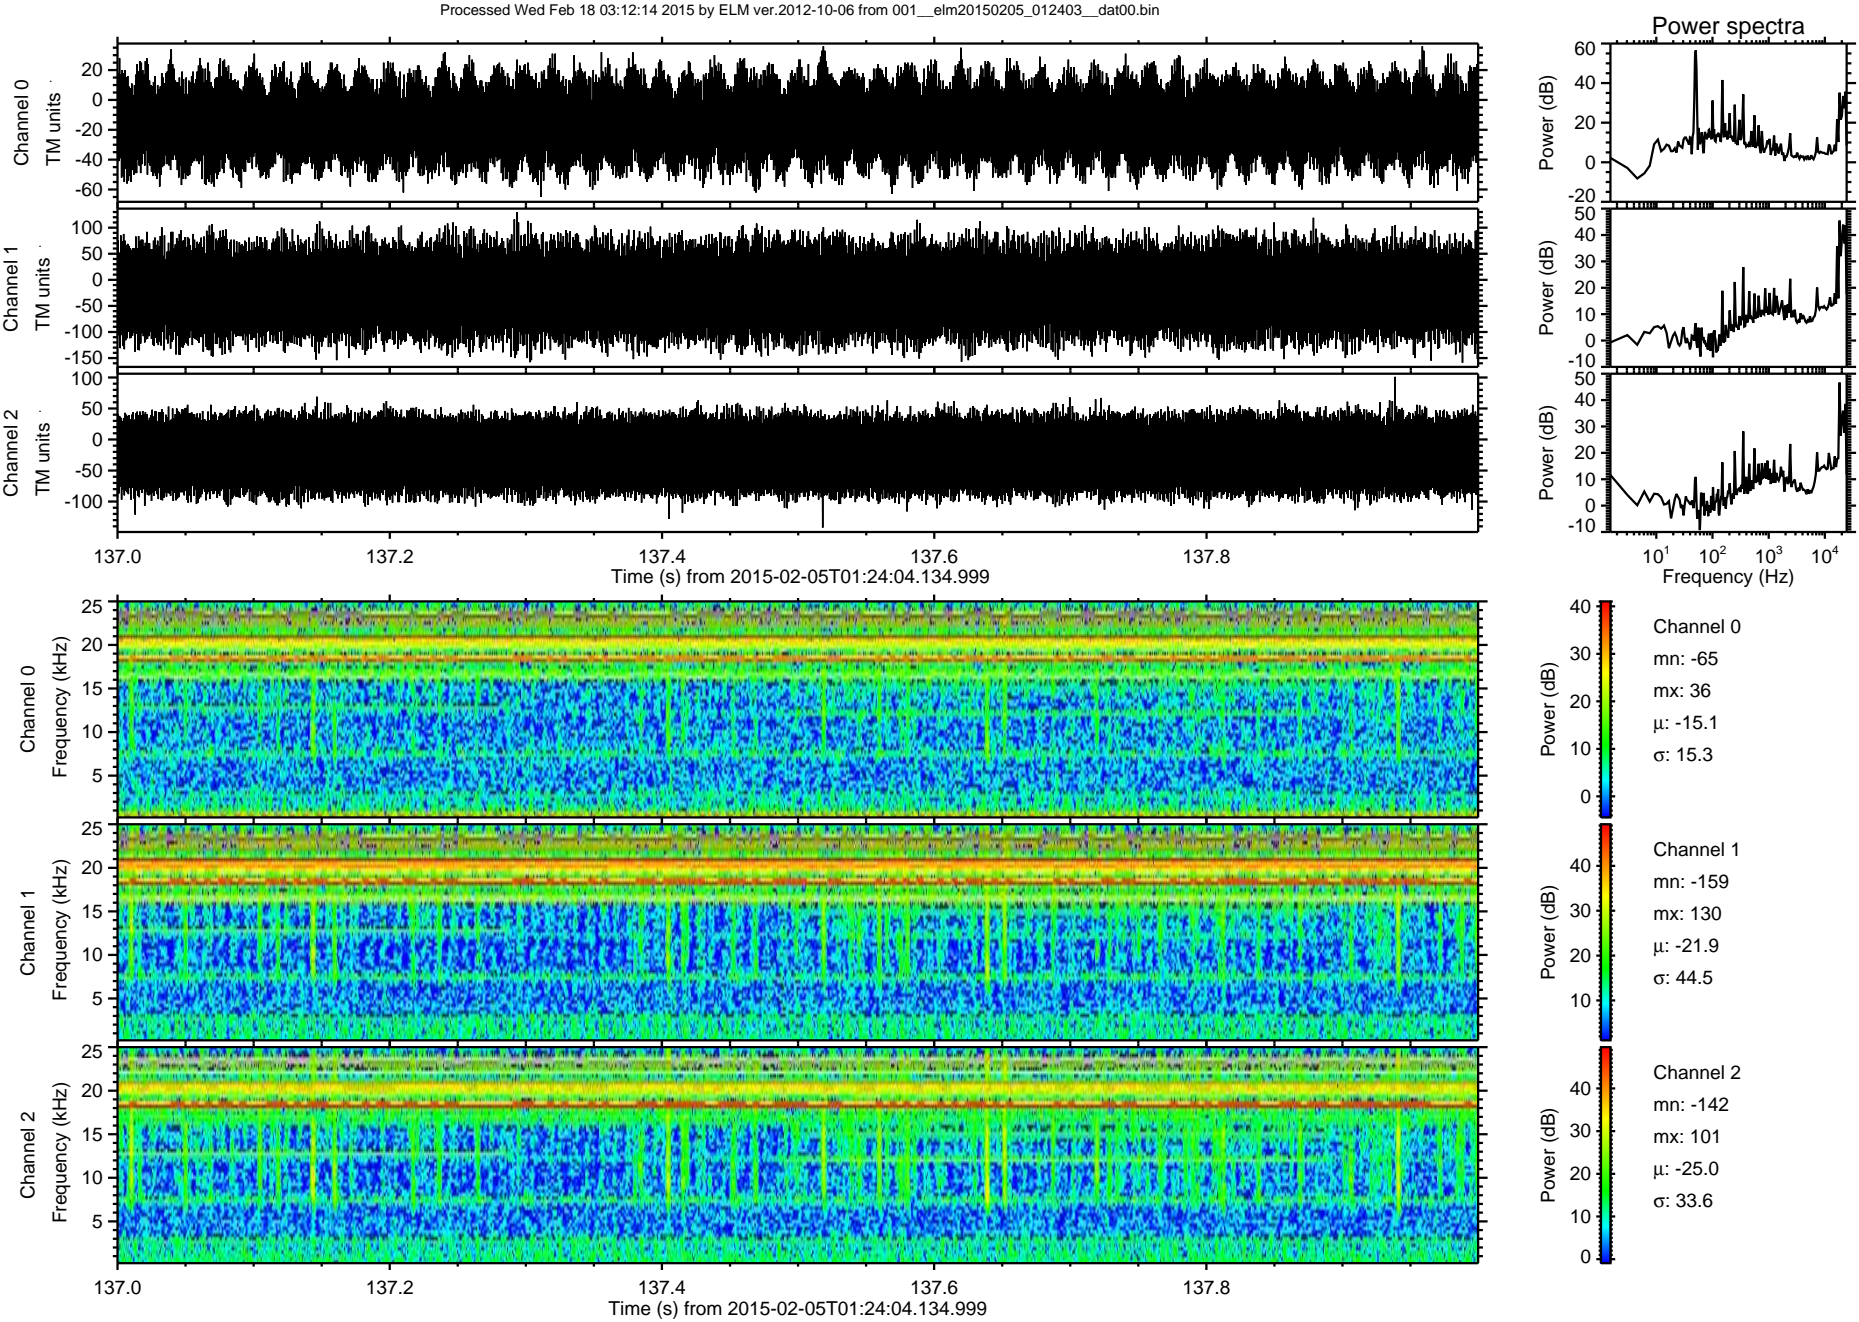 Processed Wed Feb 18 03:12:14 2015 by ELM ver.2012-10-06 from 001__elm20150205_012403__dat00.bin
Power spectra
Channel 0
TM units
20
0
-20
-40
-60
Power (dB)
60
40
20
0
-20
Channel 1
TM units
100
50
0
-50
-100
-150
Power (dB)
50
40
30
20
10
0
-10
Channel 2
TM units
100
50
0
-50
-100
Power (dB)
50
40
30
20
10
0
-10
137.0 137.2 137.4 137.6 137.8
Time (s) from 2015-02-05T01:24:04.134.999
10¹ 10² 10³ 10⁴
Frequency (Hz)
Channel 0
Frequency (kHz)
25
20
15
10
5
Power (dB)
40
30
20
10
0
Channel 0
mn: -65
mx: 36
μ: -15.1
σ: 15.3
Channel 1
Frequency (kHz)
25
20
15
10
5
Power (dB)
40
30
20
10
Channel 1
mn: -159
mx: 130
μ: -21.9
σ: 44.5
Channel 2
Frequency (kHz)
25
20
15
10
5
Power (dB)
40
30
20
10
0
Channel 2
mn: -142
mx: 101
μ: -25.0
σ: 33.6
137.0 137.2 137.4 137.6 137.8
Time (s) from 2015-02-05T01:24:04.134.999